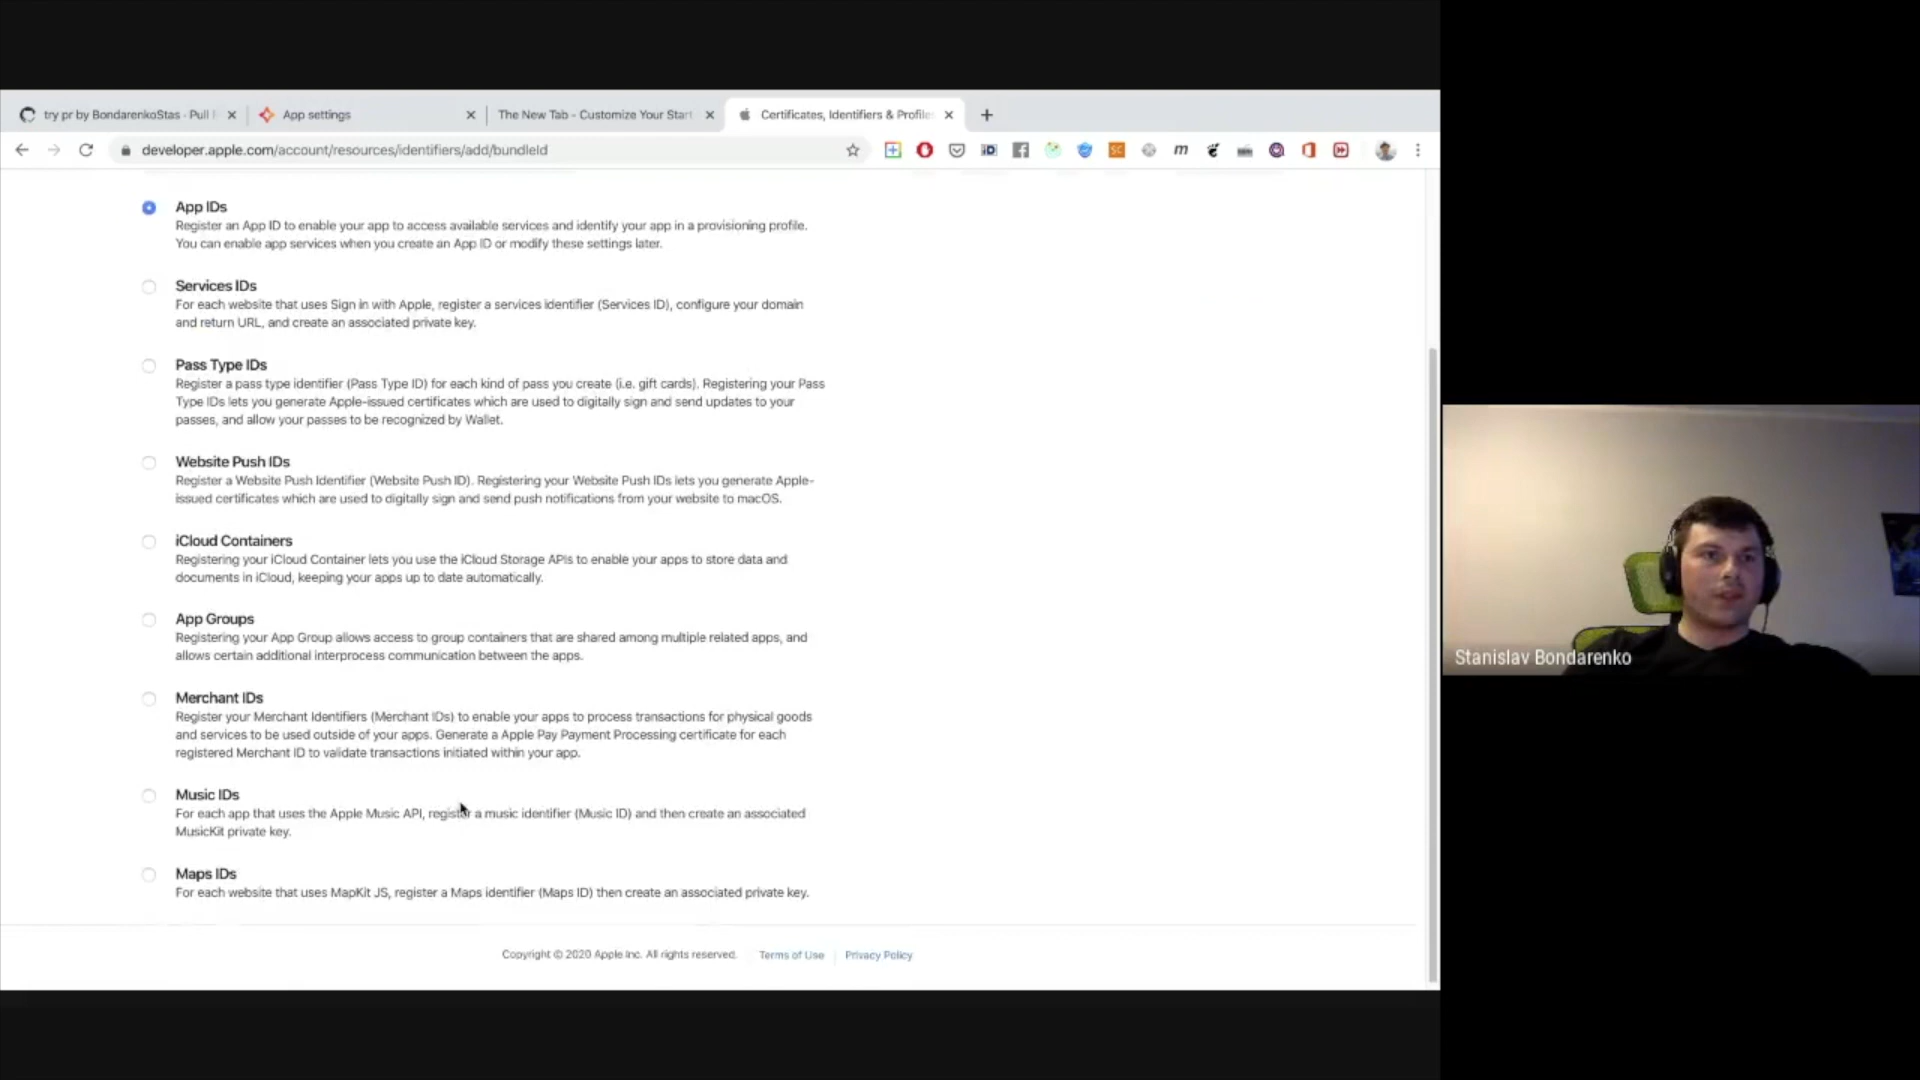 try pr by BondarenkoStas · Pull
App settings
The New Tab - Customize Your Start
Certificates, Identifiers & Profile
developer.apple.com/account/resources/identifiers/add/bundleId
App IDs
Register an App ID to enable your app to access available services and identify your app in a provisioning profile.
You can enable app services when you create an App ID or modify these settings later.
Services IDs
For each website that uses Sign in with Apple, register a services identifier (Services ID), configure your domain
and return URL, and create an associated private key.
Pass Type IDs
Register a pass type identifier (Pass Type ID) for each kind of pass you create (i.e. gift cards). Registering your Pass
Type IDs lets you generate Apple-issued certificates which are used to digitally sign and send updates to your
passes, and allow your passes to be recognized by Wallet.
Website Push IDs
Register a Website Push Identifier (Website Push ID). Registering your Website Push IDs lets you generate Apple-
issued certificates which are used to digitally sign and send push notifications from your website to macOS.
iCloud Containers
Registering your iCloud Container lets you use the iCloud Storage APIs to enable your apps to store data and
documents in iCloud, keeping your apps up to date automatically.
App Groups
Registering your App Group allows access to group containers that are shared among multiple related apps, and
allows certain additional interprocess communication between the apps.
Merchant IDs
Register your Merchant Identifiers (Merchant IDs) to enable your apps to process transactions for physical goods
and services to be used outside of your apps. Generate a Apple Pay Payment Processing certificate for each
registered Merchant ID to validate transactions initiated within your app.
Music IDs
For each app that uses the Apple Music API, register a music identifier (Music ID) and then create an associated
MusicKit private key.
Maps IDs
For each website that uses MapKit JS, register a Maps identifier (Maps ID) then create an associated private key.
Copyright © 2020 Apple Inc. All rights reserved.
Terms of Use
Privacy Policy
Stanislav Bondarenko